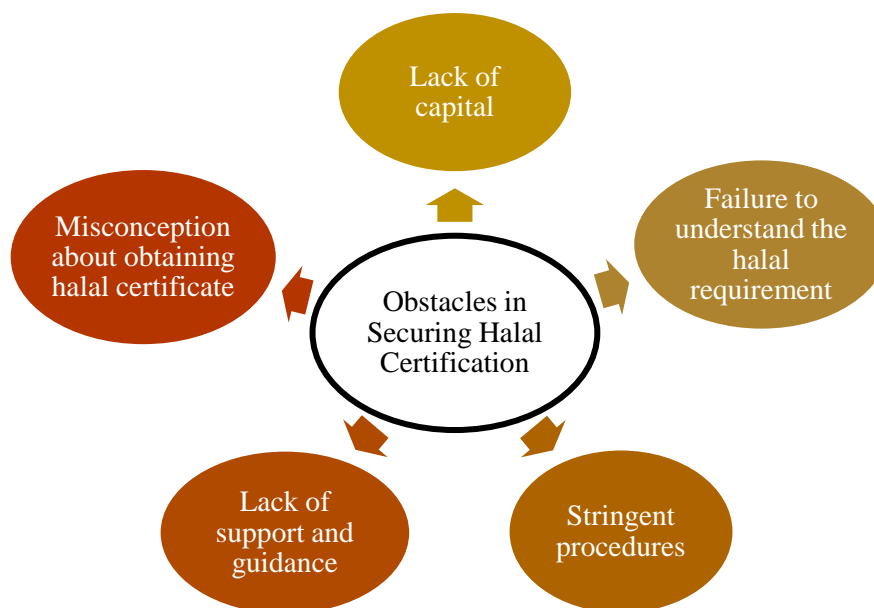 Lack of
capital
Failure to
understand the
halal
requirement
Stringent
procedures
Lack of
support and
guidance
Misconception
about obtaining
halal certificate
Obstacles in
Securing Halal
Certification